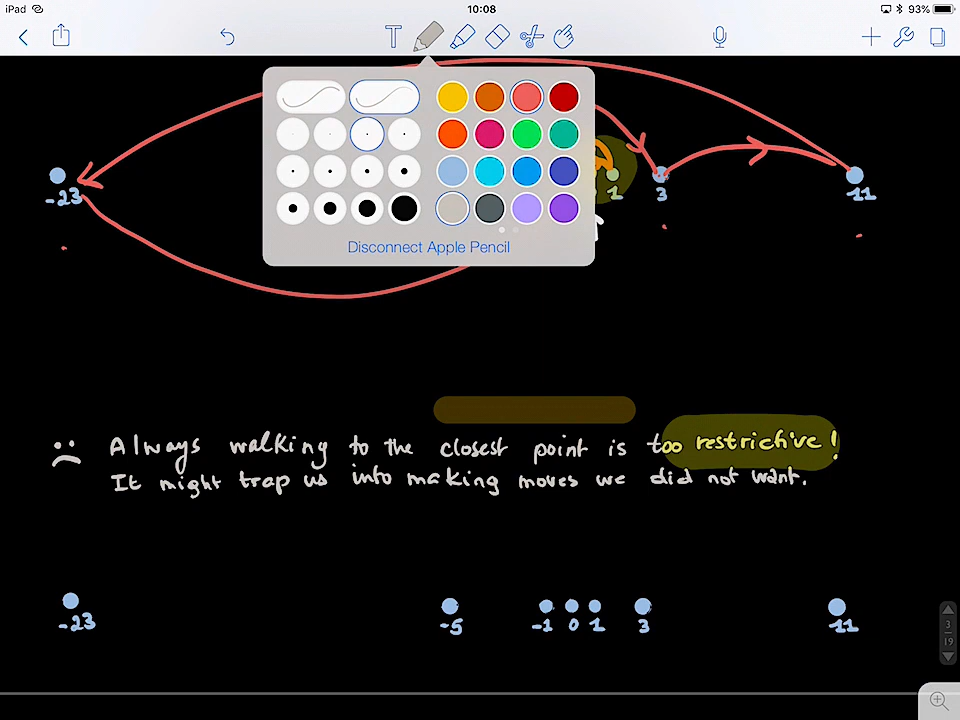 iPad 10:08 93%
-23 1 3 11
Disconnect Apple Pencil
Always walking to the closest point is too restrictive!
It might trap us into making moves we did not want.
-23 -5 -1 0 1 3 11
3
19